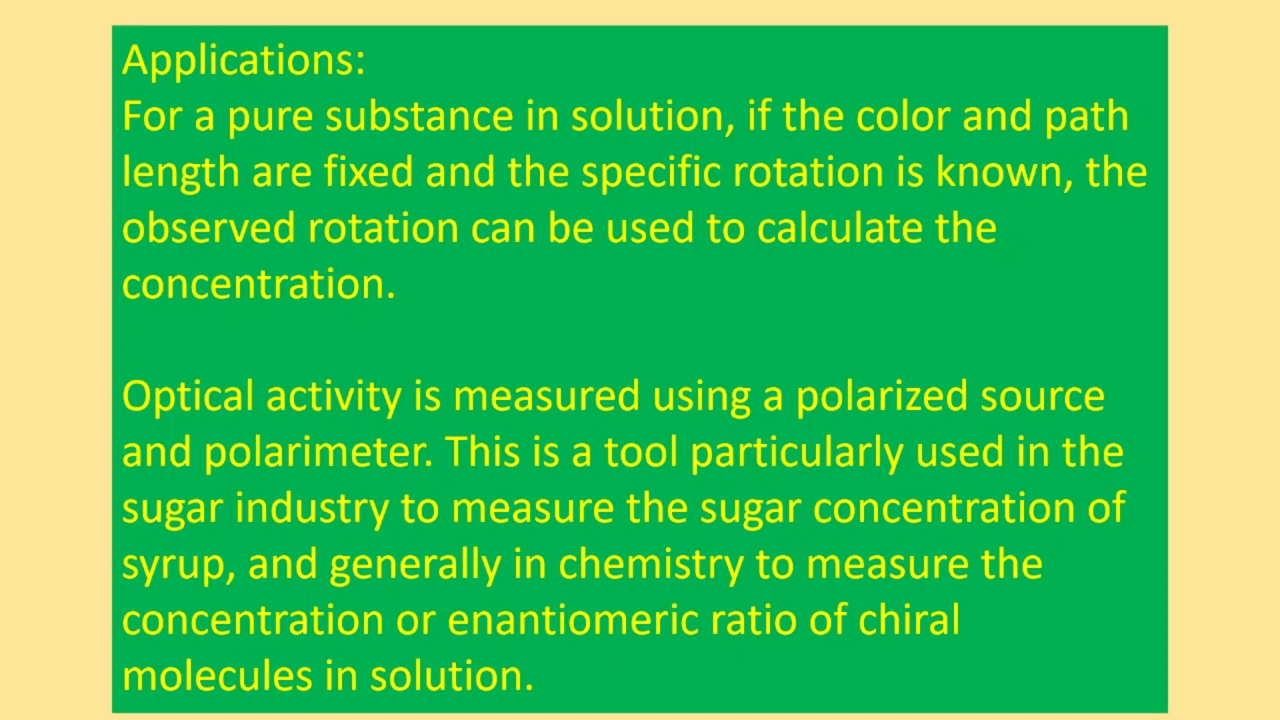 Applications:
For a pure substance in solution, if the color and path
length are fixed and the specific rotation is known, the
observed rotation can be used to calculate the
concentration.
Optical activity is measured using a polarized source
and polarimeter. This is a tool particularly used in the
sugar industry to measure the sugar concentration of
syrup, and generally in chemistry to measure the
concentration or enantiomeric ratio of chiral
molecules in solution.